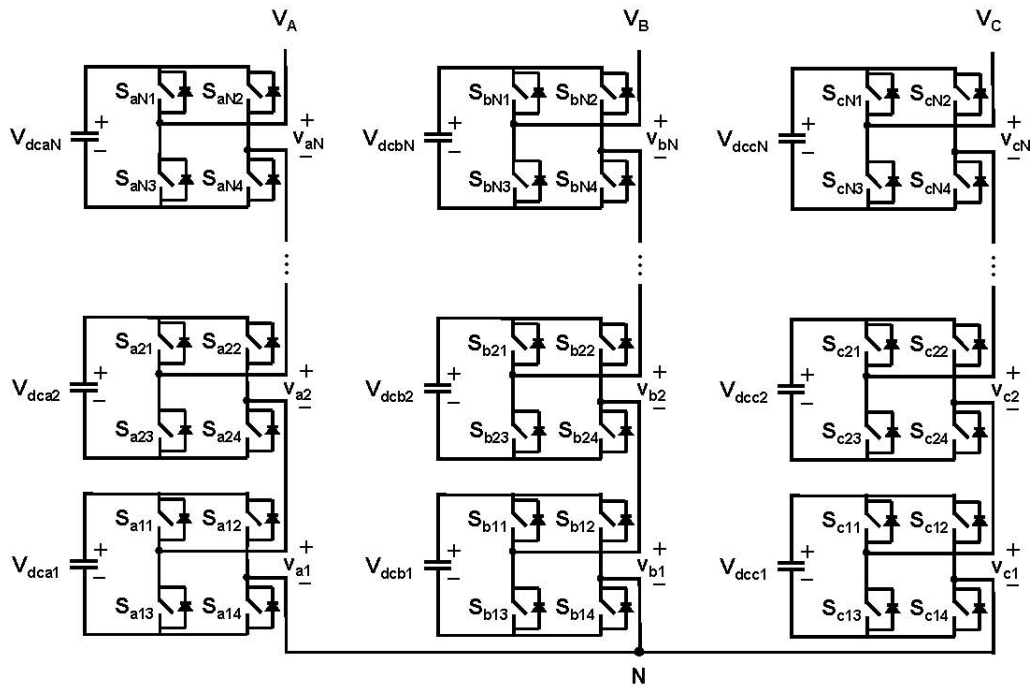 V_A V_B V_C
S_aN1 S_aN2 S_bN1 S_bN2 S_cN1 S_cN2
V_dcaN + − + v_aN − V_dcbN + − + v_bN − V_dccN + − + v_cN −
S_aN3 S_aN4 S_bN3 S_bN4 S_cN3 S_cN4
S_a21 S_a22 S_b21 S_b22 S_c21 S_c22
V_dca2 + − + v_a2 − V_dcb2 + − + v_b2 − V_dcc2 + − + v_c2 −
S_a23 S_a24 S_b23 S_b24 S_c23 S_c24
S_a11 S_a12 S_b11 S_b12 S_c11 S_c12
V_dca1 + − + v_a1 − V_dcb1 + − + v_b1 − V_dcc1 + − + v_c1 −
S_a13 S_a14 S_b13 S_b14 S_c13 S_c14
N